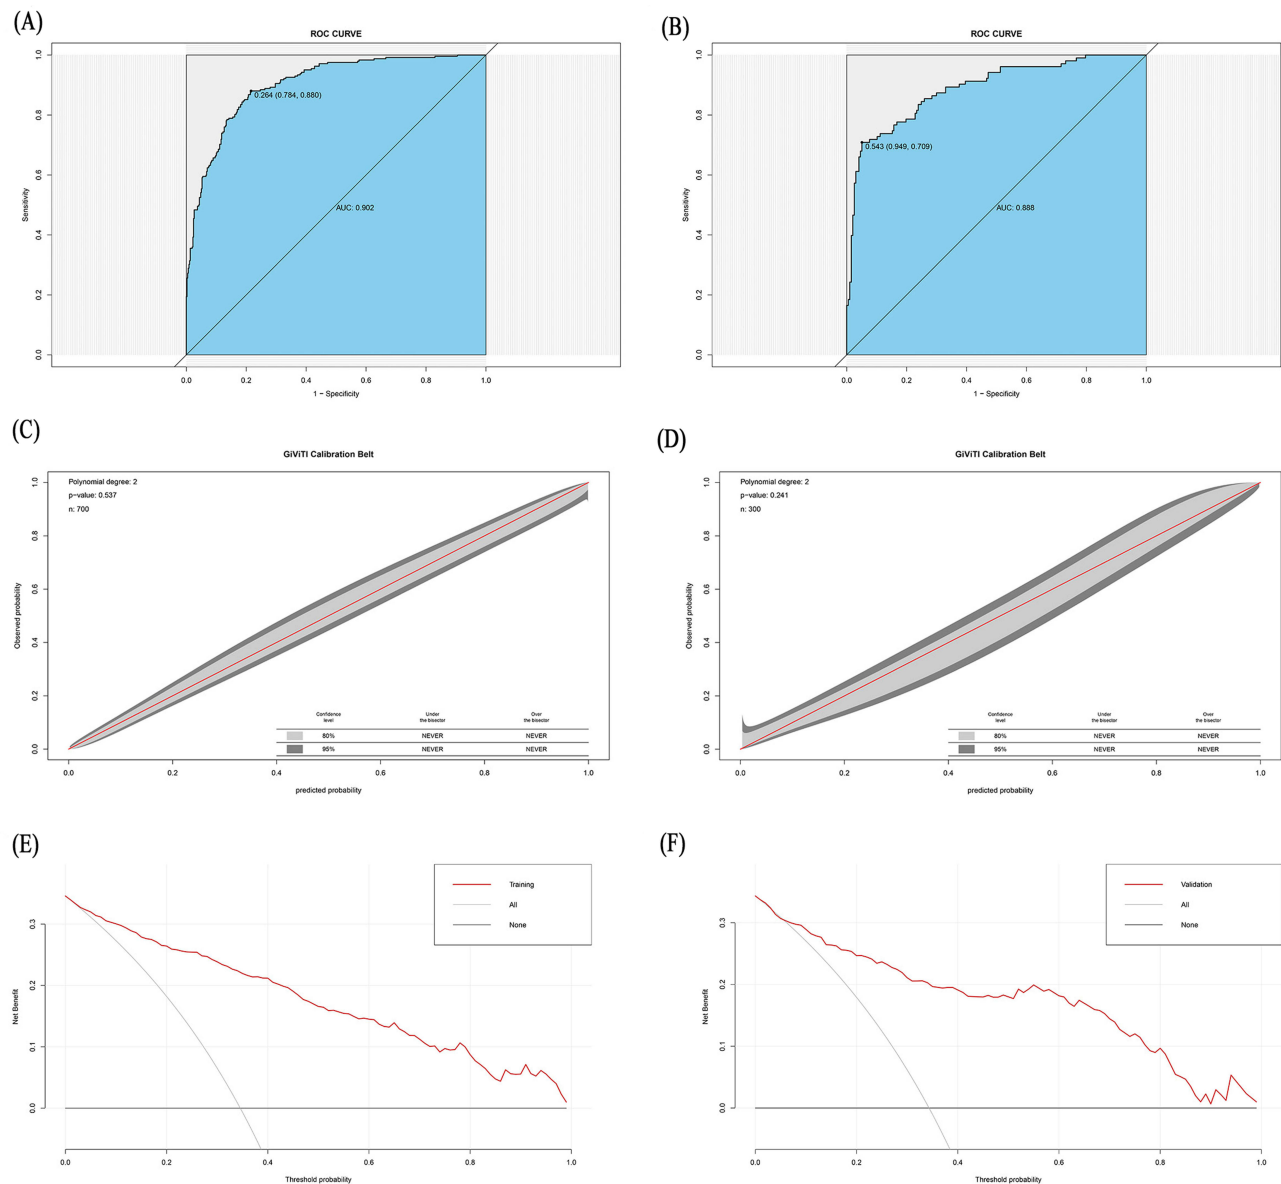 (A)
ROC CURVE
1.0
0.8
0.6
0.4
0.2
0.0
Sensitivity
0.264 (0.784, 0.880)
AUC: 0.902
0.0 0.2 0.4 0.6 0.8 1.0
1 − Specificity
(B)
ROC CURVE
1.0
0.8
0.6
0.4
0.2
0.0
Sensitivity
0.543 (0.949, 0.709)
AUC: 0.888
0.0 0.2 0.4 0.6 0.8 1.0
1 − Specificity
(C)
GiViTI Calibration Belt
Polynomial degree: 2
p−value: 0.537
n: 700
1.0
0.8
0.6
0.4
0.2
0.0
Observed probability
Confidence level Under the bisector Over the bisector
80% NEVER NEVER
95% NEVER NEVER
0.0 0.2 0.4 0.6 0.8 1.0
predicted probability
(D)
GiViTI Calibration Belt
Polynomial degree: 2
p−value: 0.241
n: 300
1.0
0.8
0.6
0.4
0.2
0.0
Observed probability
Confidence level Under the bisector Over the bisector
80% NEVER NEVER
95% NEVER NEVER
0.0 0.2 0.4 0.6 0.8 1.0
predicted probability
(E)
Training
All
None
0.3
0.2
0.1
0.0
Net Benefit
0.0 0.2 0.4 0.6 0.8 1.0
Threshold probability
(F)
Validation
All
None
0.3
0.2
0.1
0.0
Net Benefit
0.0 0.2 0.4 0.6 0.8 1.0
Threshold probability